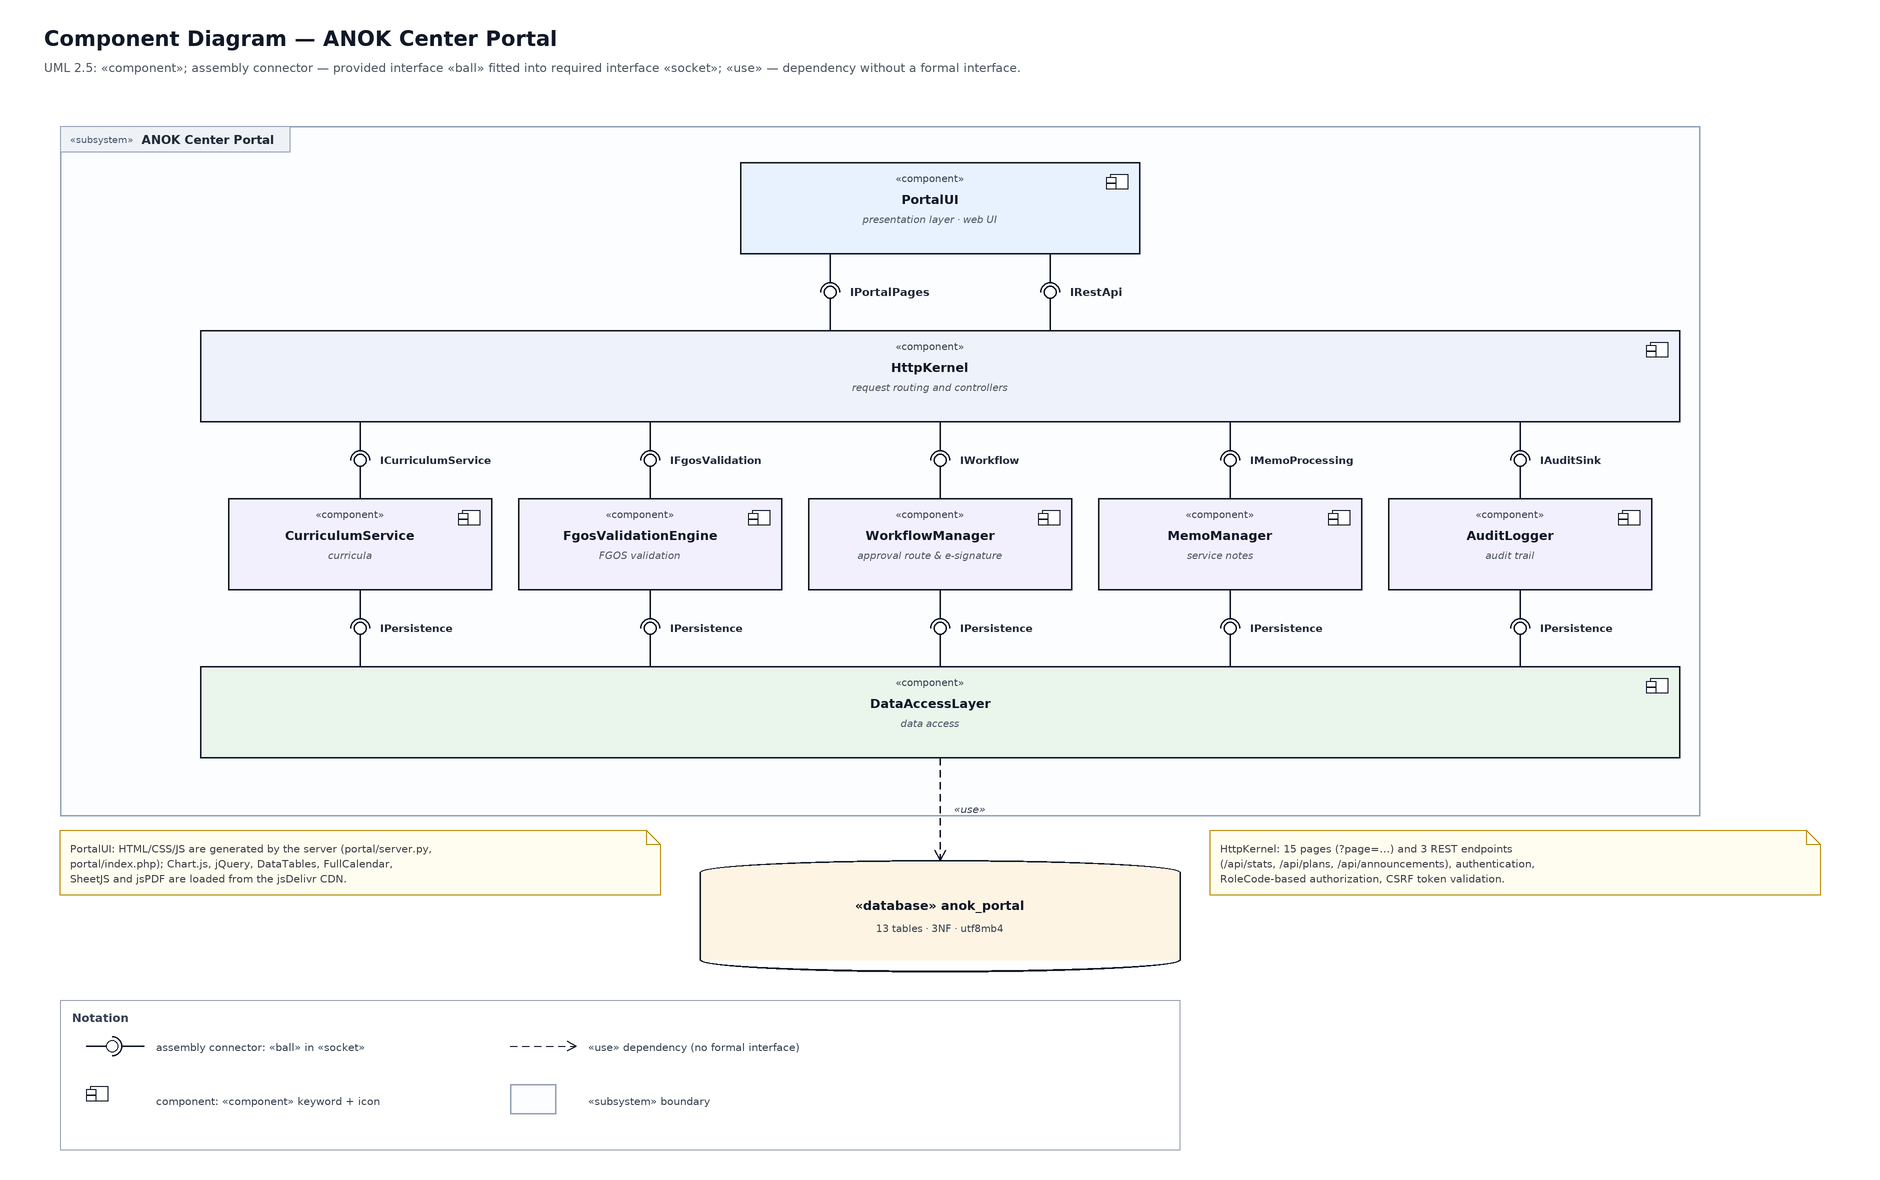 Component Diagram — ANOK Center Portal
UML 2.5: «component»; assembly connector — provided interface «ball» fitted into required interface «socket»; «use» — dependency without a formal interface.
«subsystem» ANOK Center Portal
«component»
PortalUI
presentation layer · web UI
IPortalPages
IRestApi
«component»
HttpKernel
request routing and controllers
ICurriculumService
IFgosValidation
IWorkflow
IMemoProcessing
IAuditSink
«component»
CurriculumService
curricula
«component»
FgosValidationEngine
FGOS validation
«component»
WorkflowManager
approval route & e-signature
«component»
MemoManager
service notes
«component»
AuditLogger
audit trail
IPersistence
IPersistence
IPersistence
IPersistence
IPersistence
«component»
DataAccessLayer
data access
«use»
PortalUI: HTML/CSS/JS are generated by the server (portal/server.py,
portal/index.php); Chart.js, jQuery, DataTables, FullCalendar,
SheetJS and jsPDF are loaded from the jsDelivr CDN.
HttpKernel: 15 pages (?page=…) and 3 REST endpoints
(/api/stats, /api/plans, /api/announcements), authentication,
RoleCode-based authorization, CSRF token validation.
«database» anok_portal
13 tables · 3NF · utf8mb4
Notation
assembly connector: «ball» in «socket»
«use» dependency (no formal interface)
component: «component» keyword + icon
«subsystem» boundary